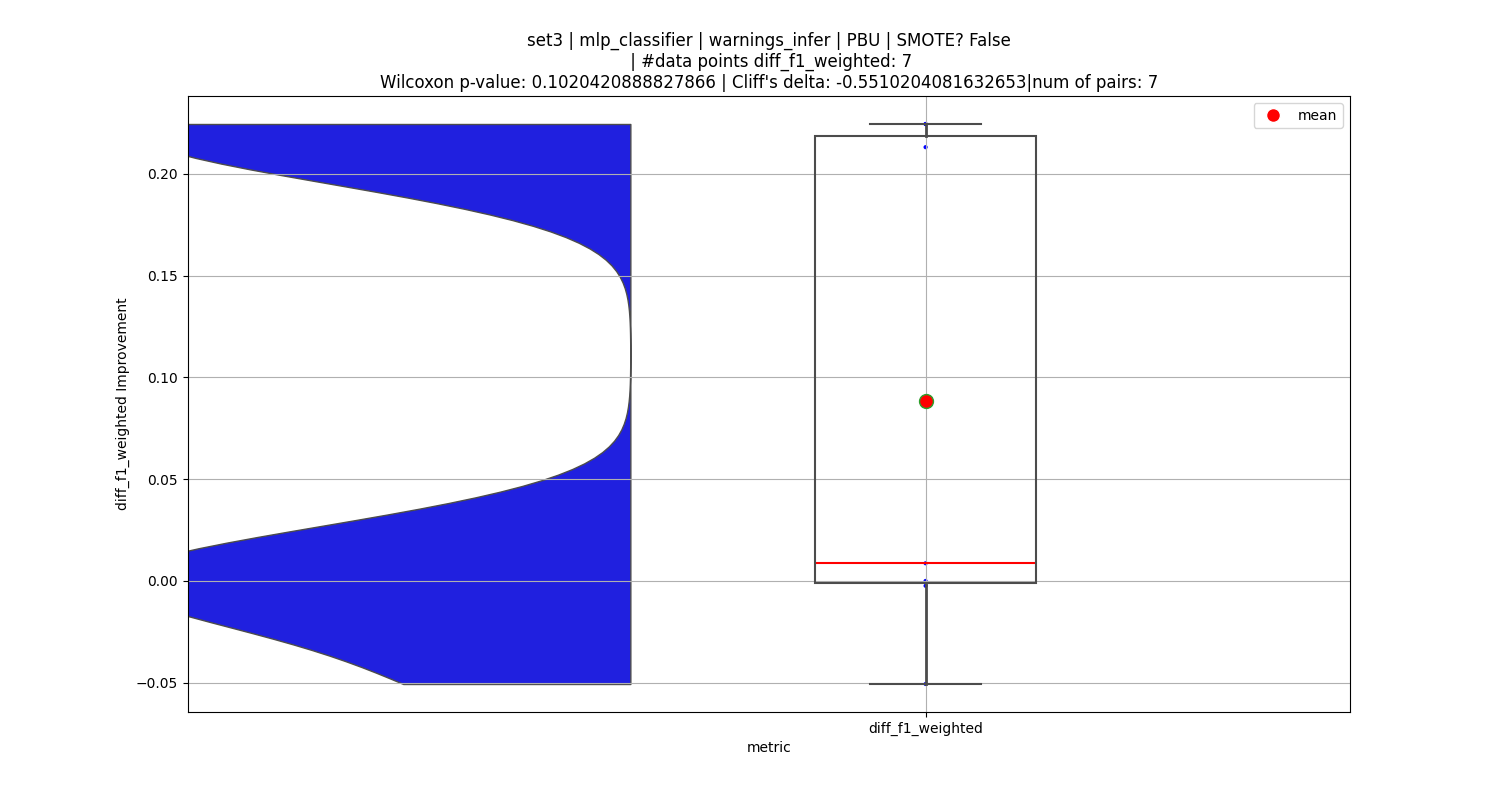 set3 | mlp_classifier | warnings_infer | PBU | SMOTE? False
| #data points diff_f1_weighted: 7
Wilcoxon p-value: 0.1020420888827866 | Cliff's delta: -0.5510204081632653|num of pairs: 7
mean
0.20
0.15
0.10
0.05
0.00
−0.05
diff_f1_weighted Improvement
diff_f1_weighted
metric